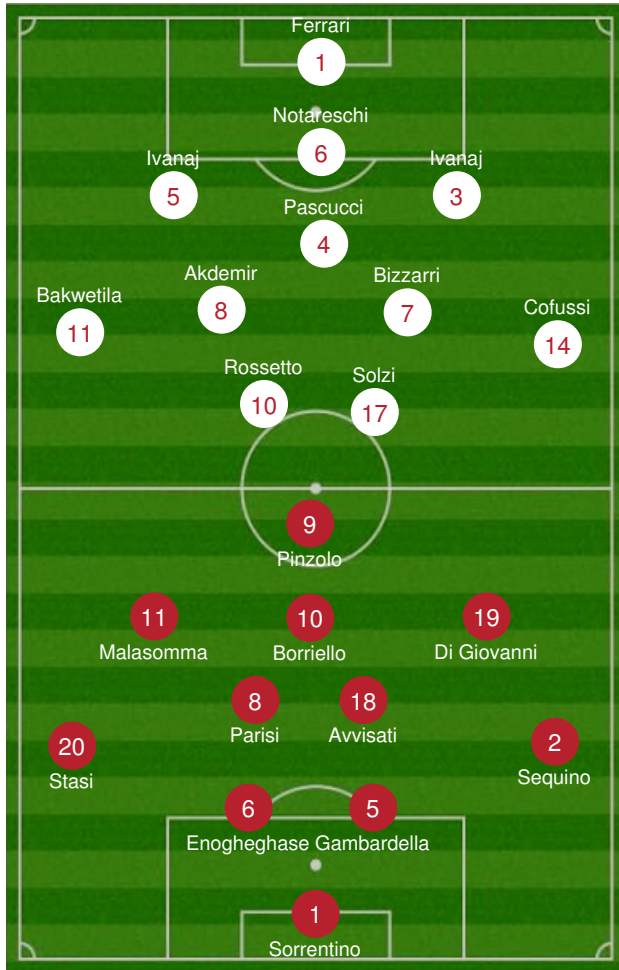 Ferrari
1
Notareschi
6
Ivanaj
5
Ivanaj
3
Pascucci
4
Akdemir
8
Bizzarri
7
Bakwetila
11
Cofussi
14
Rossetto
10
Solzi
17
9
Pinzolo
11
Malasomma
10
Borriello
19
Di Giovanni
8
Parisi
18
Avvisati
20
Stasi
2
Sequino
6
Enogheghase
5
Gambardella
1
Sorrentino